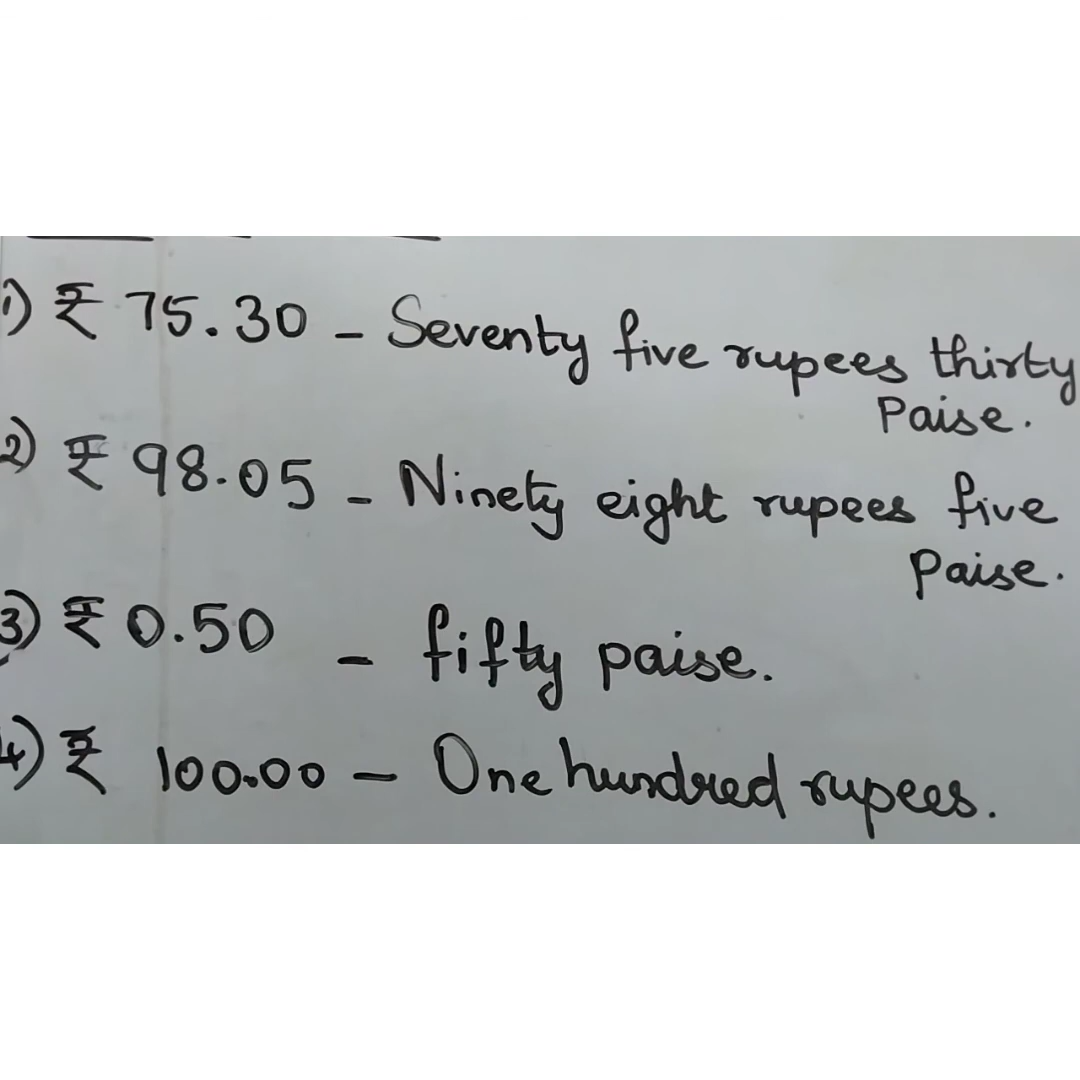 1) ₹ 75.30 - Seventy five rupees thirty
Paise.
2) ₹ 98.05 - Ninety eight rupees five
paise.
3) ₹ 0.50 - fifty paise.
4) ₹ 100.00 - One hundred rupees.